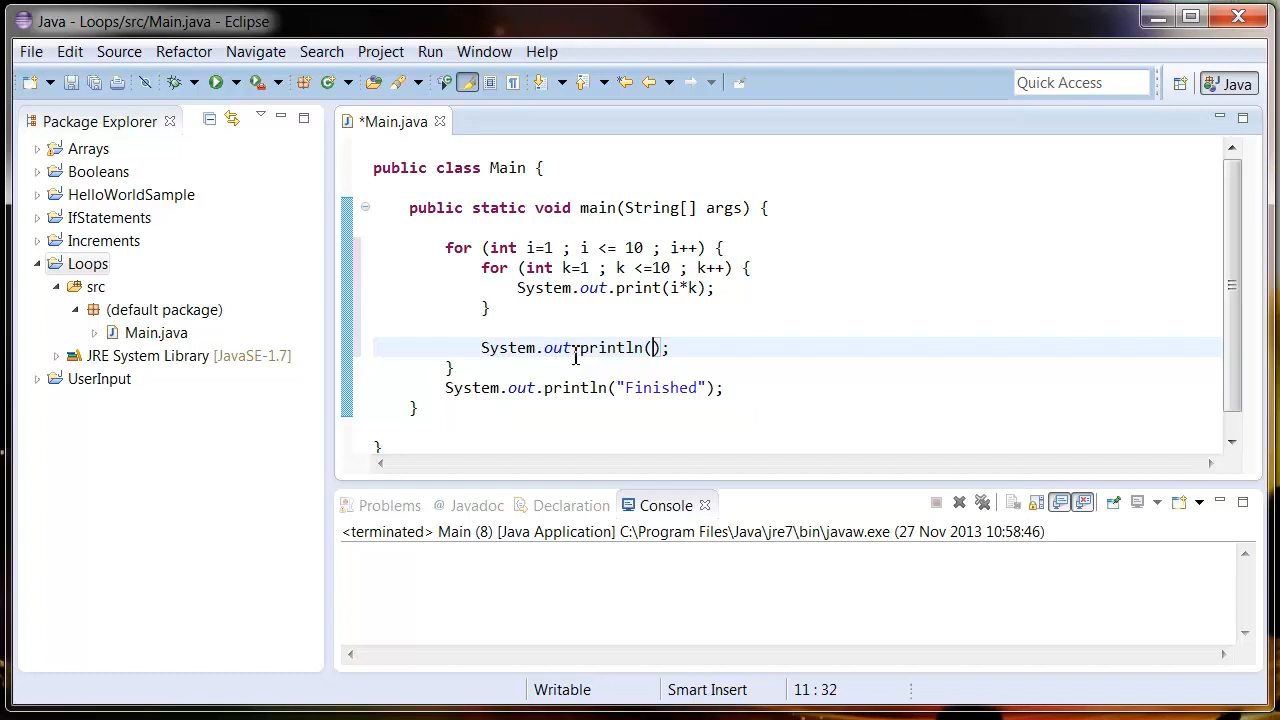 Java - Loops/src/Main.java - Eclipse
File Edit Source Refactor Navigate Search Project Run Window Help
Quick Access Java
Package Explorer
Arrays
Booleans
HelloWorldSample
IfStatements
Increments
Loops
src
(default package)
Main.java
JRE System Library [JavaSE-1.7]
UserInput
*Main.java
public class Main {
public static void main(String[] args) {
for (int i=1 ; i <= 10 ; i++) {
for (int k=1 ; k <=10 ; k++) {
System.out.print(i*k);
}
System.out.println();
}
System.out.println("Finished");
}
}
Problems @ Javadoc Declaration Console
<terminated> Main (8) [Java Application] C:\Program Files\Java\jre7\bin\javaw.exe (27 Nov 2013 10:58:46)
Writable Smart Insert 11 : 32